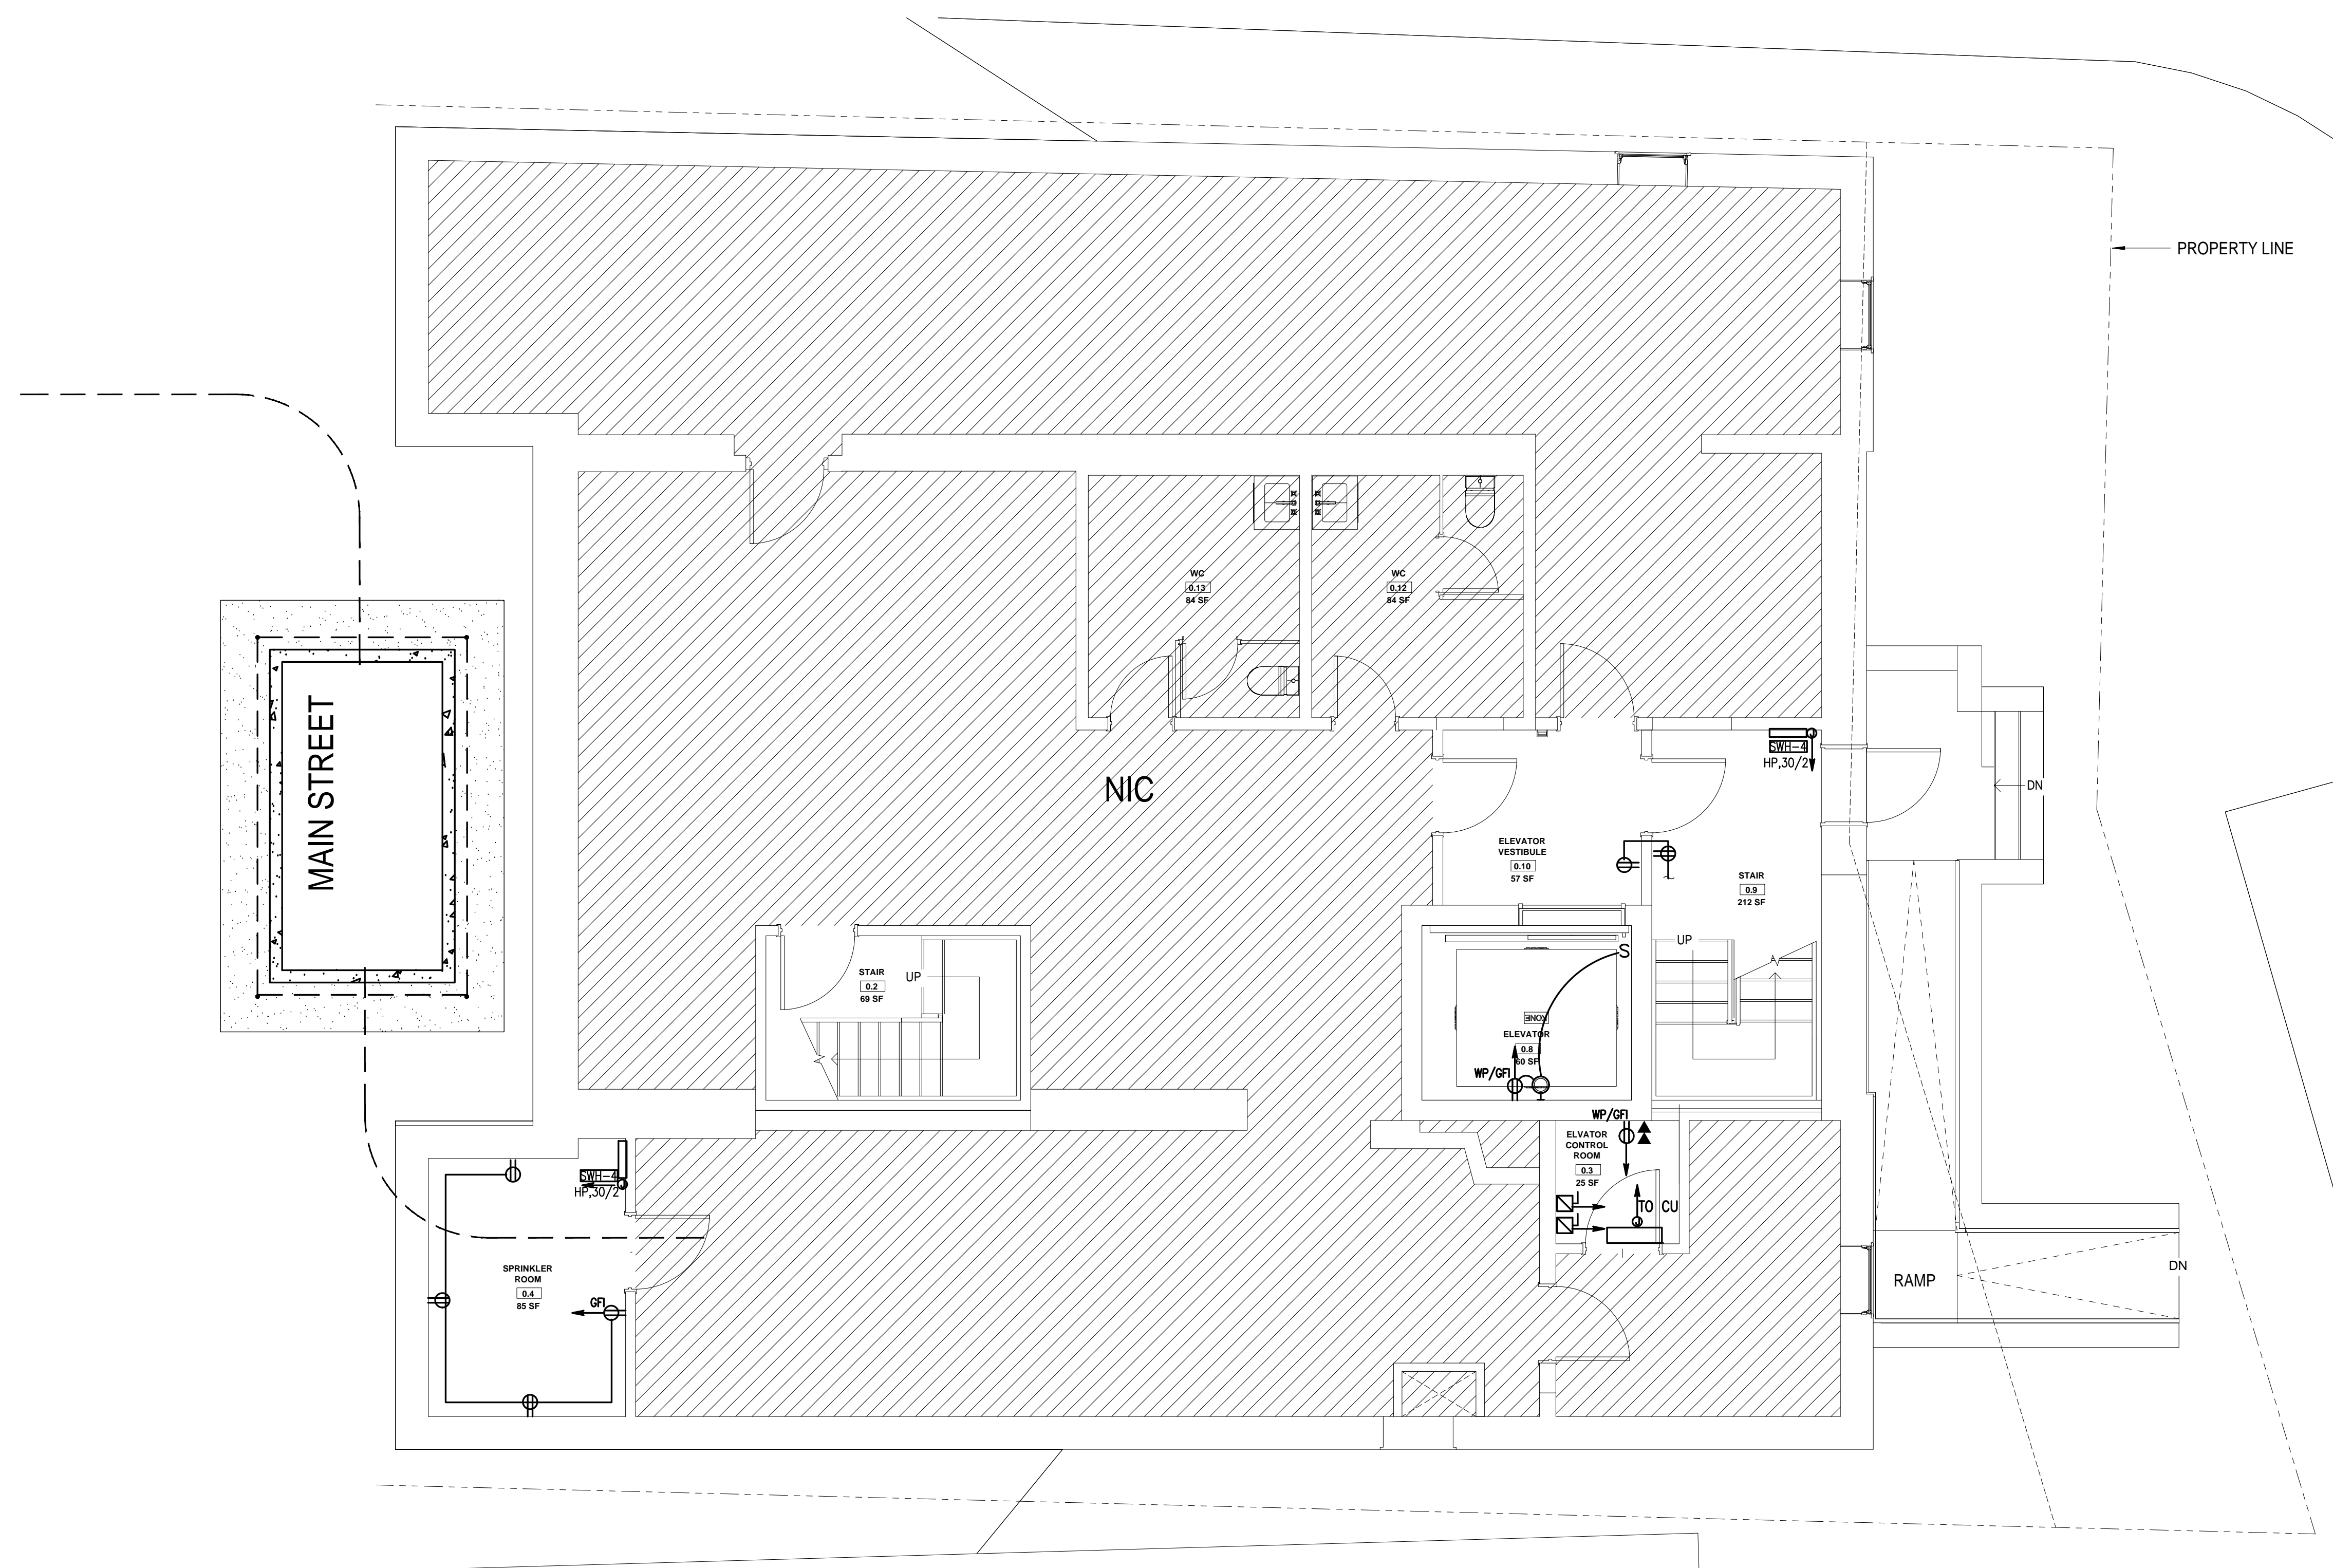 PROPERTY LINE
MAIN STREET
WC
0.13
84 SF
WC
0.12
84 SF
NIC
SWH-4
HP,30/2
DN
ELEVATOR
VESTIBULE
0.10
57 SF
STAIR
0.9
212 SF
UP
STAIR
0.2
69 SF
UP
S
KONE
ELEVATOR
0.8
60 SF
WP/GFI
WP/GFI
ELVATOR
CONTROL
ROOM
0.3
25 SF
TO CU
SWH-4
HP,30/2
SPRINKLER
ROOM
0.4
85 SF
GFI
RAMP
DN